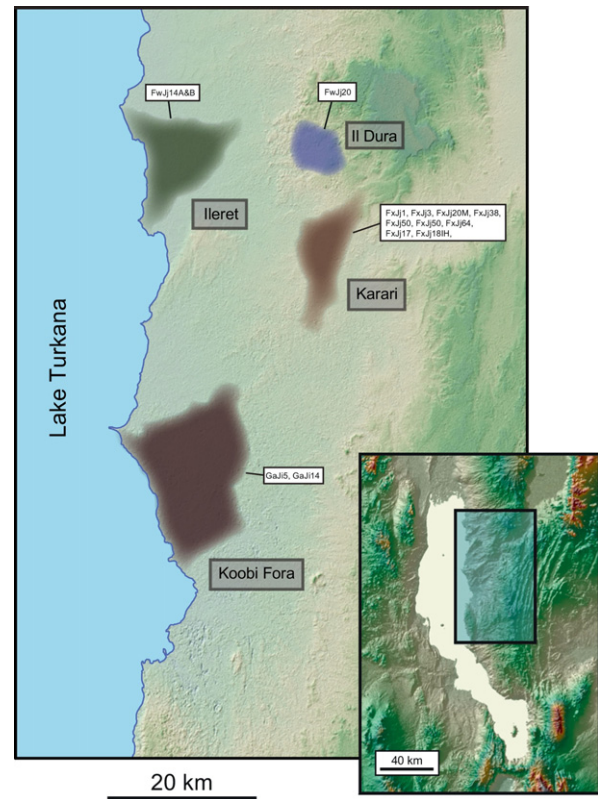 FwJj14A&B
FwJj20
Il Dura
Ileret
FxJj1, FxJj3, FxJj20M, FxJj38,
FxJj50, FxJj50, FxJj64,
FxJj17, FxJj18IH,
Karari
Lake Turkana
GaJi5, GaJi14
Koobi Fora
40 km
20 km